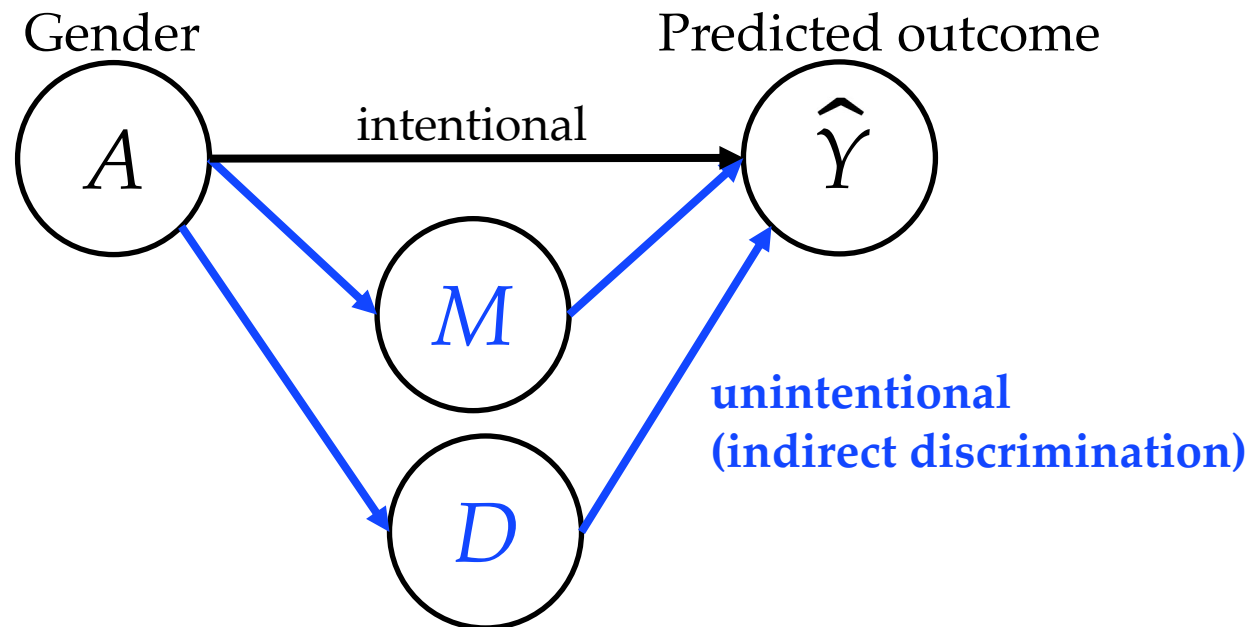 Gender
Predicted outcome
A
intentional
Ŷ
M
unintentional
(indirect discrimination)
D